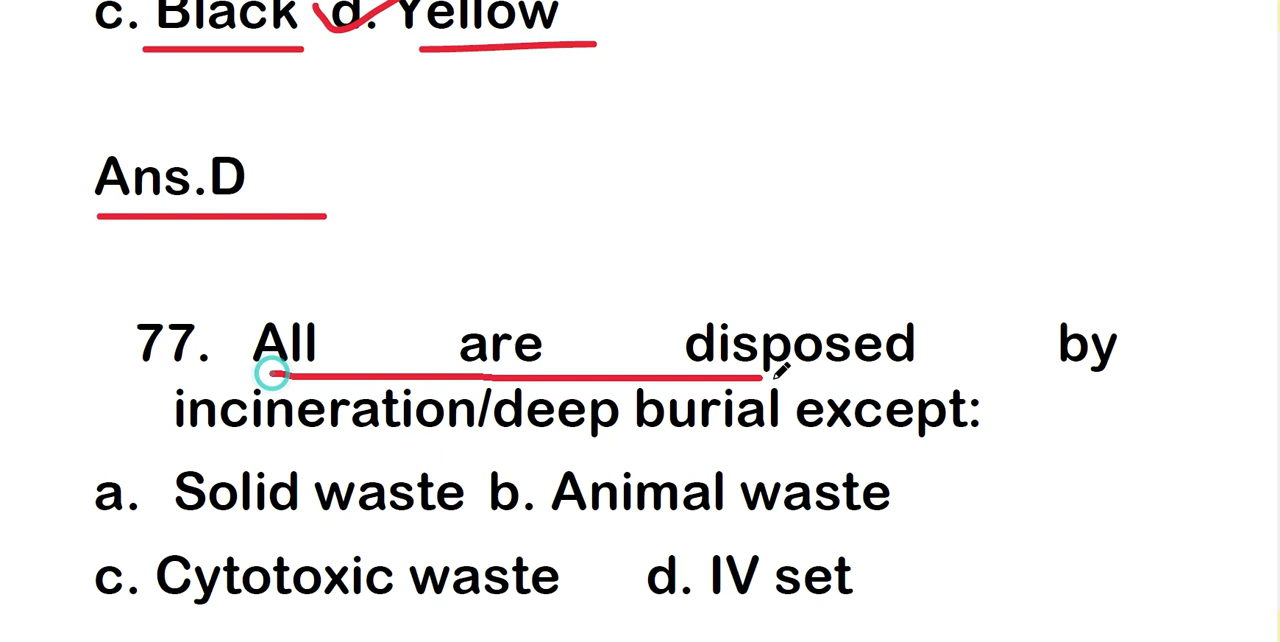 c. Black d. Yellow
Ans.D
77. All are disposed by
incineration/deep burial except:
a. Solid waste b. Animal waste
c. Cytotoxic waste d. IV set